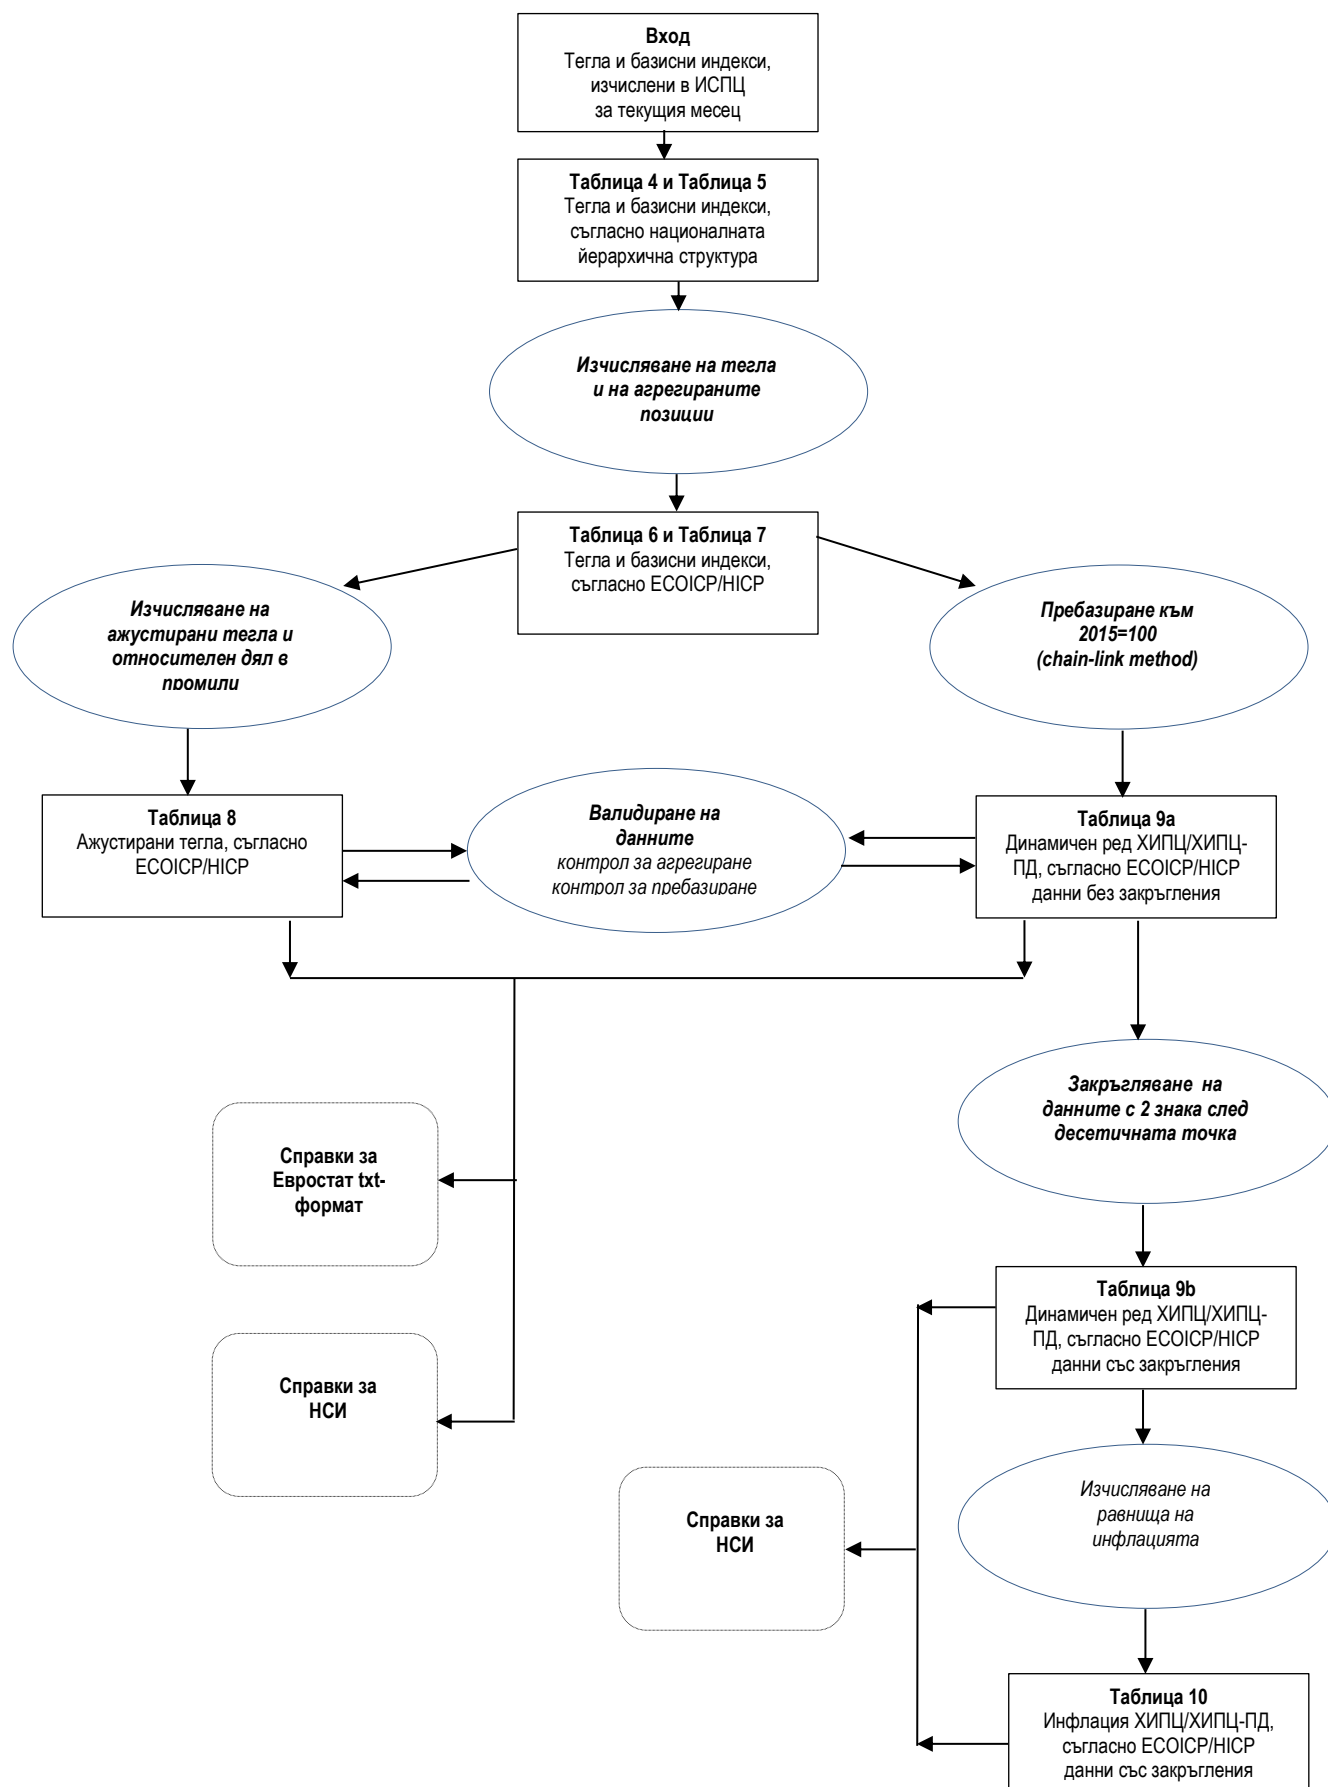 Вход
Тегла и базисни индекси,
изчислени в ИСПЦ
за текущия месец
Таблица 4 и Таблица 5
Тегла и базисни индекси,
съгласно националната
йерархична структура
Изчисляване на тегла
и на агрегираните
позиции
Таблица 6 и Таблица 7
Тегла и базисни индекси,
съгласно ECOICP/HICP
Изчисляване на
ажустирани тегла и
относителен дял в
промили
Пребазиране към
2015=100
(chain-link method)
Таблица 8
Ажустирани тегла, съгласно
ECOICP/HICP
Валидиране на
данните
контрол за агрегиране
контрол за пребазиране
Таблица 9a
Динамичен ред ХИПЦ/ХИПЦ-
ПД, съгласно ECOICP/HICP
данни без закръгления
Закръгляване на
данните с 2 знака след
десетичната точка
Справки за
Евростат txt-
формат
Таблица 9b
Динамичен ред ХИПЦ/ХИПЦ-
ПД, съгласно ECOICP/HICP
данни със закръгления
Справки за
НСИ
Изчисляване на
равнища на
инфлацията
Справки за
НСИ
Таблица 10
Инфлация ХИПЦ/ХИПЦ-ПД,
съгласно ECOICP/HICP
данни със закръгления